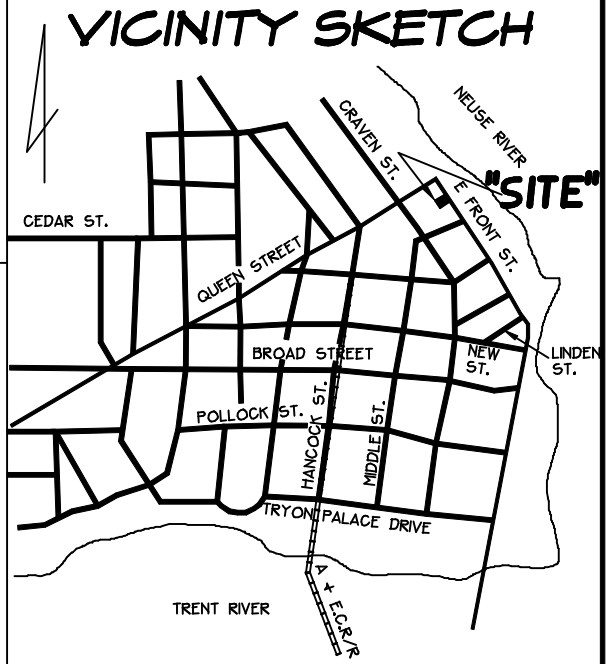 VICINITY SKETCH
CRAVEN ST.
NEUSE RIVER
"SITE"
E FRONT ST.
CEDAR ST.
QUEEN STREET
BROAD STREET
NEW
ST.
LINDEN
ST.
POLLOCK ST.
HANCOCK ST.
MIDDLE ST.
TRYON PALACE DRIVE
TRENT RIVER
A + E.C.R/R